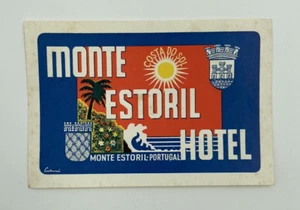 COSTA DO SOL
MONTE
ESTORIL
HOTEL
MONTE ESTORIL-PORTUGAL